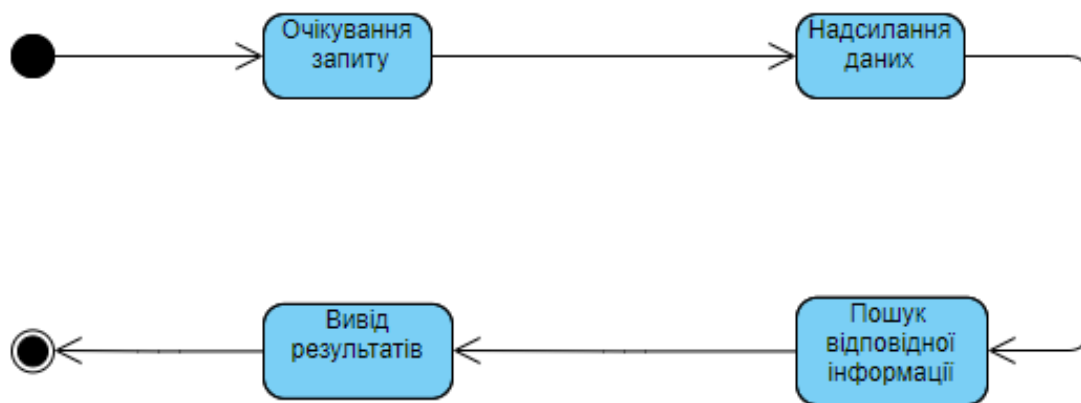 Очікування
запиту
Надсилання
даних
Вивід
результатів
Пошук
відповідної
інформації